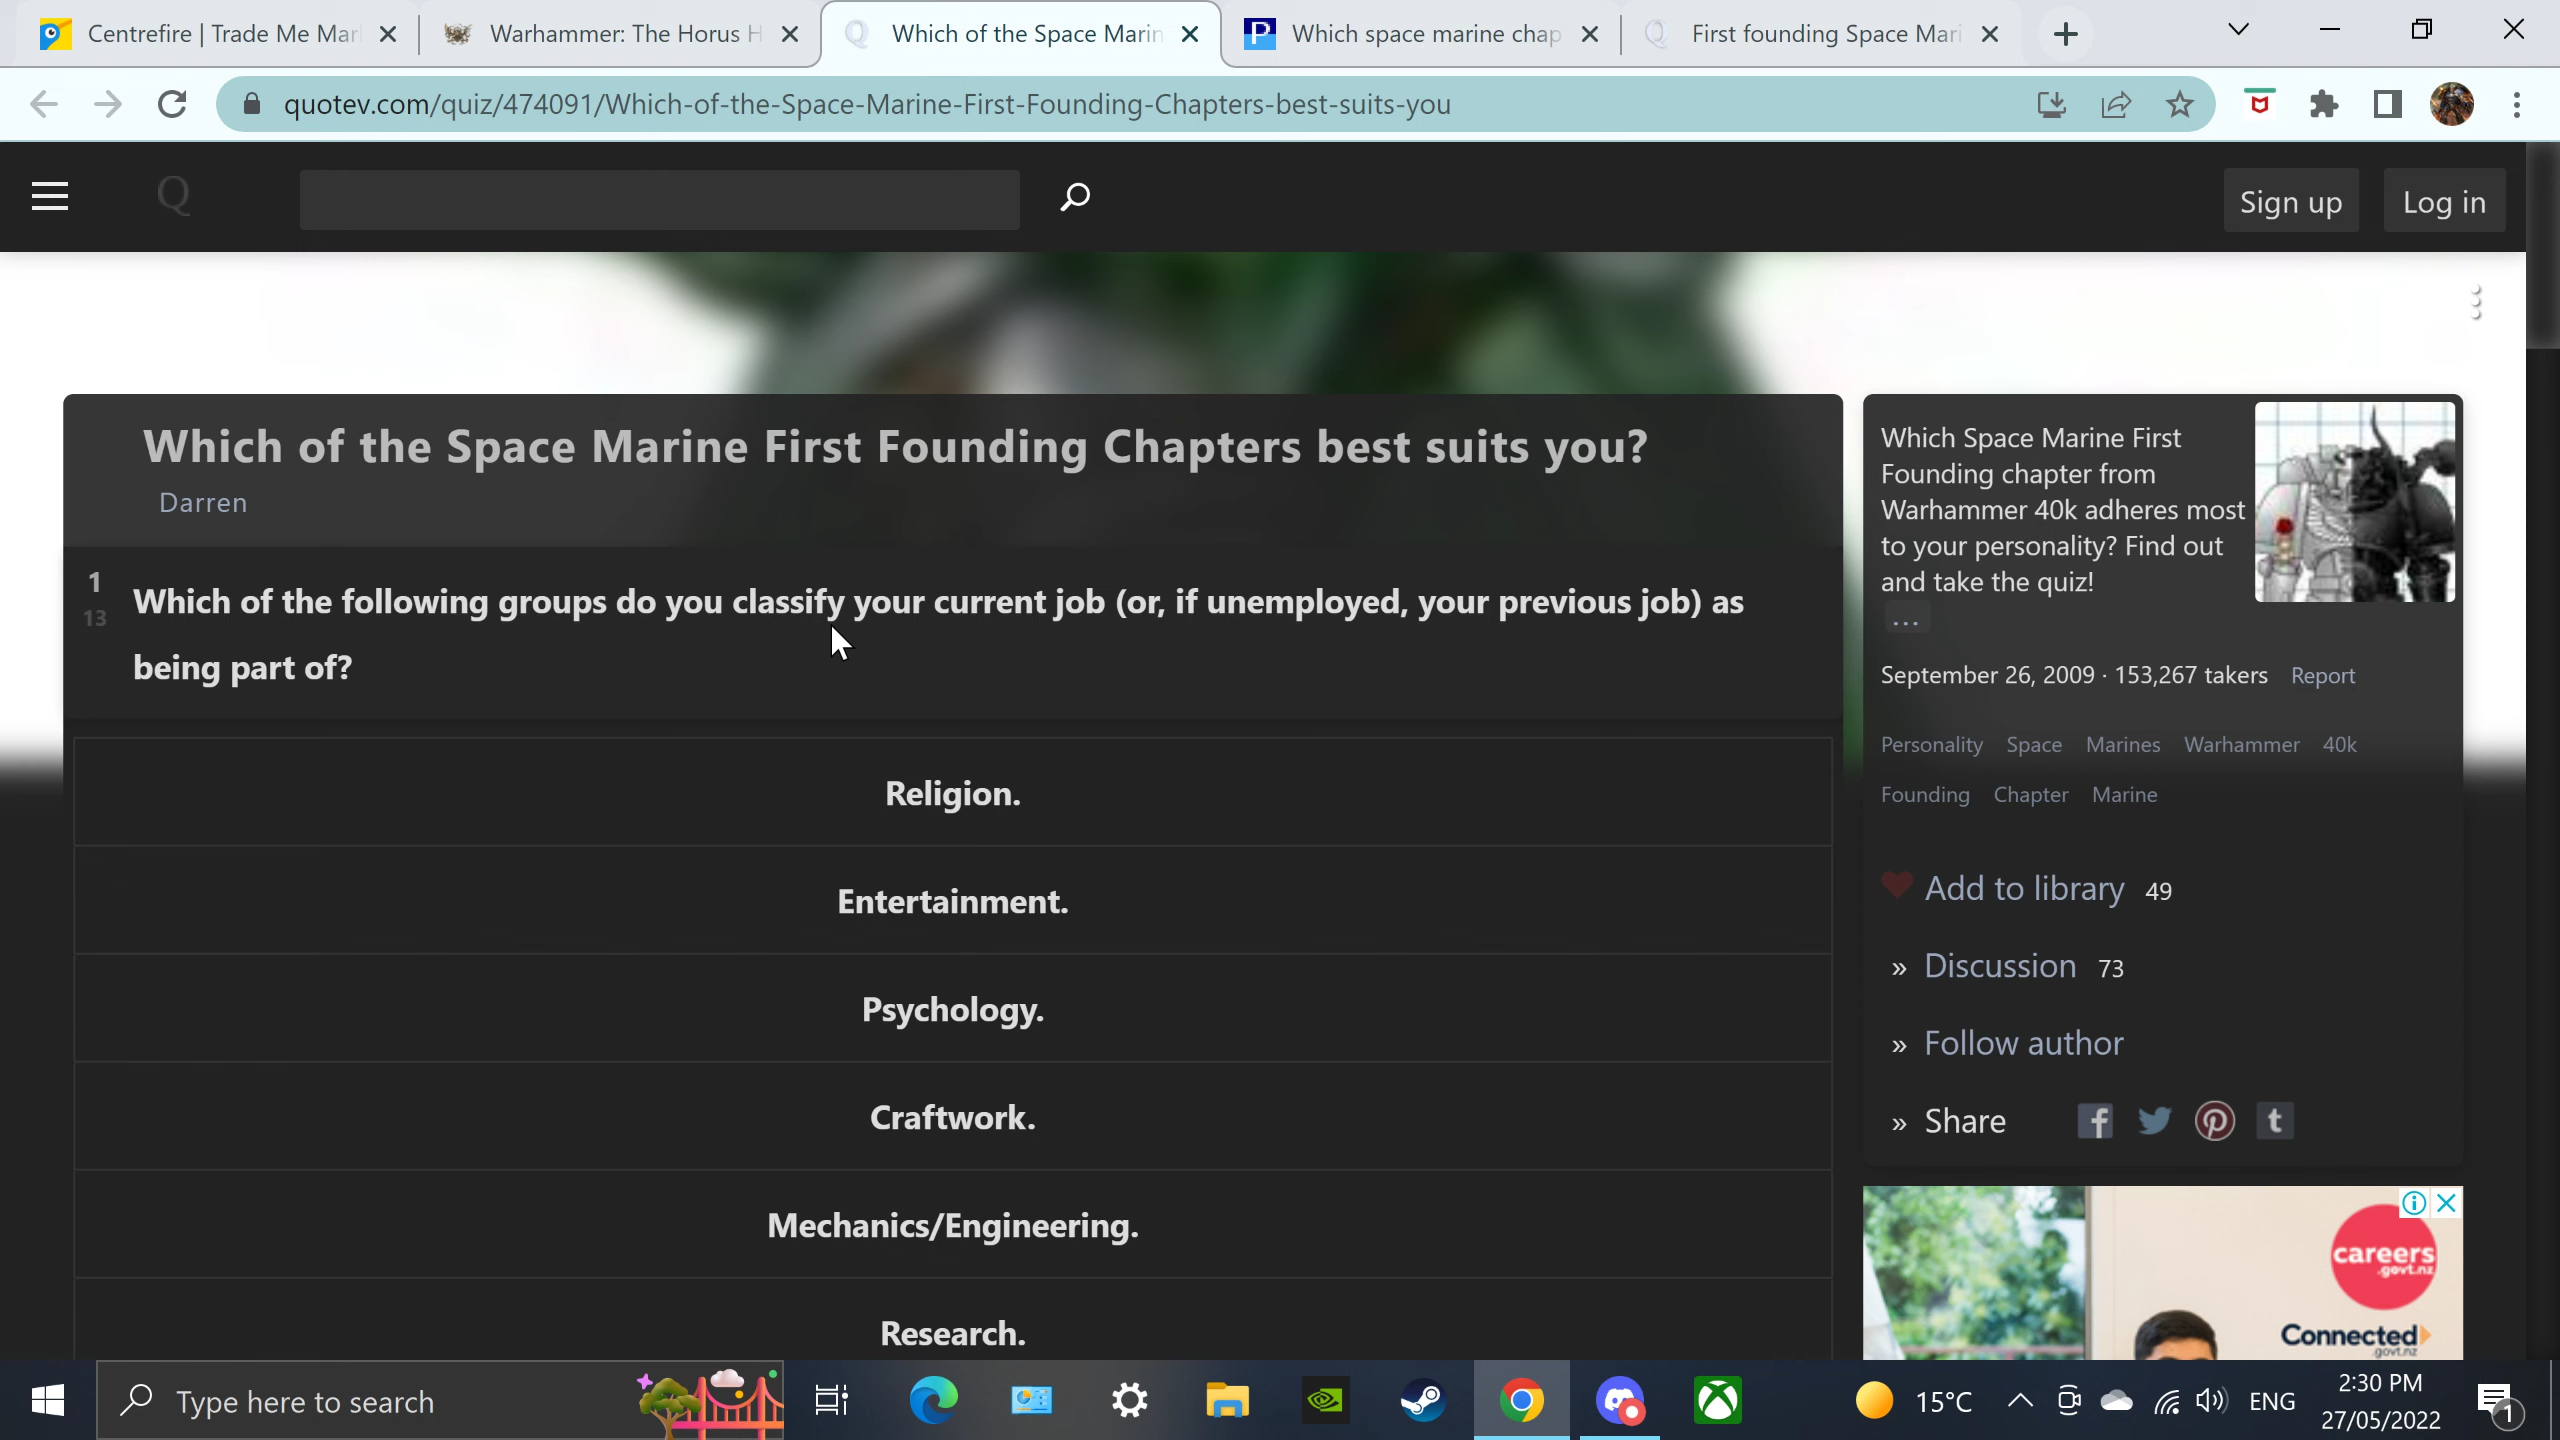 Centrefire | Trade Me Mar
Warhammer: The Horus H
Which of the Space Marin
Which space marine chap
First founding Space Mari
quotev.com/quiz/474091/Which-of-the-Space-Marine-First-Founding-Chapters-best-suits-you
Q
Sign up
Log in
Which of the Space Marine First Founding Chapters best suits you?
Darren
1
13
Which of the following groups do you classify your current job (or, if unemployed, your previous job) as
being part of?
Religion.
Entertainment.
Psychology.
Craftwork.
Mechanics/Engineering.
Research.
Which Space Marine First
Founding chapter from
Warhammer 40k adheres most
to your personality? Find out
and take the quiz!
...
September 26, 2009 · 153,267 takers Report
Personality Space Marines Warhammer 40k
Founding Chapter Marine
Add to library 49
» Discussion 73
» Follow author
» Share
careers
.govt.nz
Connected
.govt.nz
Type here to search
15°C
ENG
2:30 PM
27/05/2022
1